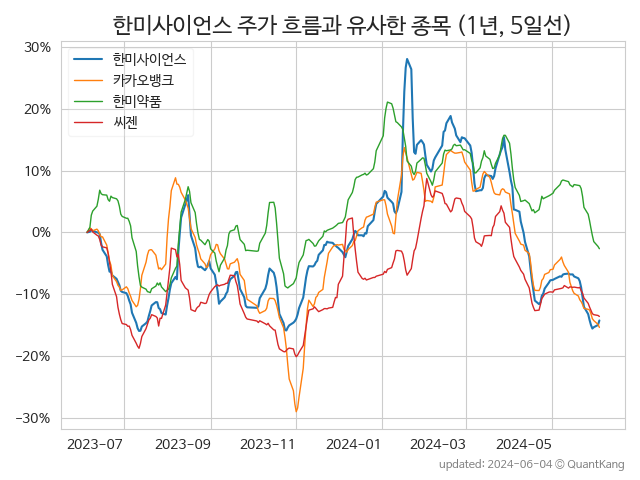 한미사이언스 주가 흐름과 유사한 종목 (1년, 5일선)
30%
20%
10%
0%
−10%
−20%
−30%
한미사이언스
카카오뱅크
한미약품
씨젠
2023-07
2023-09
2023-11
2024-01
2024-03
2024-05
updated: 2024-06-04 ⓒ QuantKang